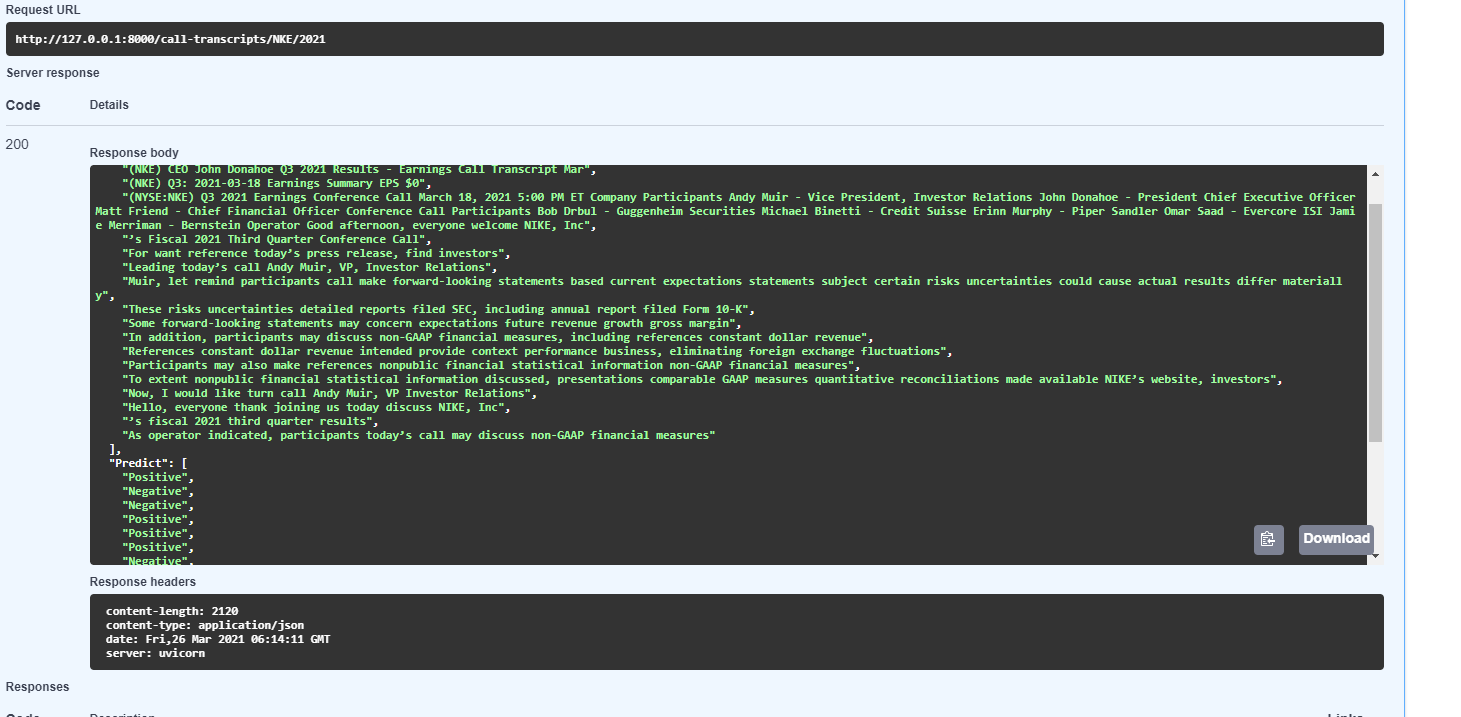 Request URL
http://127.0.0.1:8000/call-transcripts/NKE/2021
Server response
Code Details
200
Response body
"(NKE) CEO John Donahoe Q3 2021 Results - Earnings Call Transcript Mar",
"(NKE) Q3: 2021-03-18 Earnings Summary EPS $0",
"(NYSE:NKE) Q3 2021 Earnings Conference Call March 18, 2021 5:00 PM ET Company Participants Andy Muir - Vice President, Investor Relations John Donahoe - President Chief Executive Officer
Matt Friend - Chief Financial Officer Conference Call Participants Bob Drbul - Guggenheim Securities Michael Binetti - Credit Suisse Erinn Murphy - Piper Sandler Omar Saad - Evercore ISI Jami
e Merriman - Bernstein Operator Good afternoon, everyone welcome NIKE, Inc",
"’s Fiscal 2021 Third Quarter Conference Call",
"For want reference today’s press release, find investors",
"Leading today’s call Andy Muir, VP, Investor Relations",
"Muir, let remind participants call make forward-looking statements based current expectations statements subject certain risks uncertainties could cause actual results differ materiall
y",
"These risks uncertainties detailed reports filed SEC, including annual report filed Form 10-K",
"Some forward-looking statements may concern expectations future revenue growth gross margin",
"In addition, participants may discuss non-GAAP financial measures, including references constant dollar revenue",
"References constant dollar revenue intended provide context performance business, eliminating foreign exchange fluctuations",
"Participants may also make references nonpublic financial statistical information non-GAAP financial measures",
"To extent nonpublic financial statistical information discussed, presentations comparable GAAP measures quantitative reconciliations made available NIKE’s website, investors",
"Now, I would like turn call Andy Muir, VP Investor Relations",
"Hello, everyone thank joining us today discuss NIKE, Inc",
"’s fiscal 2021 third quarter results",
"As operator indicated, participants today’s call may discuss non-GAAP financial measures"
],
"Predict": [
"Positive",
"Negative",
"Negative",
"Positive",
"Positive",
"Positive",
"Negative",
Download
Response headers
content-length: 2120
content-type: application/json
date: Fri,26 Mar 2021 06:14:11 GMT
server: uvicorn
Responses
Code Description Links